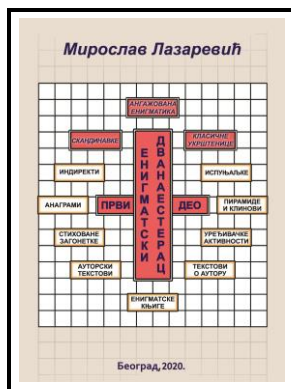 Мирослав Лазаревић
АНГАЖОВАНА
ЕНИГМАТИКА
СКАНДИНАВКЕ
КЛАСИЧНЕ
УКРШТЕНИЦЕ
ЕНИГМАТСКИ
ДВАНАЕСТЕРАЦ
ИНДИРЕКТИ
ИСПУЊАЉКЕ
АНАГРАМИ
ПРВИ
ДЕО
ПИРАМИДЕ
И КЛИНОВИ
СТИХОВАНЕ
ЗАГОНЕТКЕ
УРЕЂИВАЧКЕ
АКТИВНОСТИ
АУТОРСКИ
ТЕКСТОВИ
ТЕКСТОВИ
О АУТОРУ
ЕНИГМАТСКЕ
КЊИГЕ
Београд, 2020.